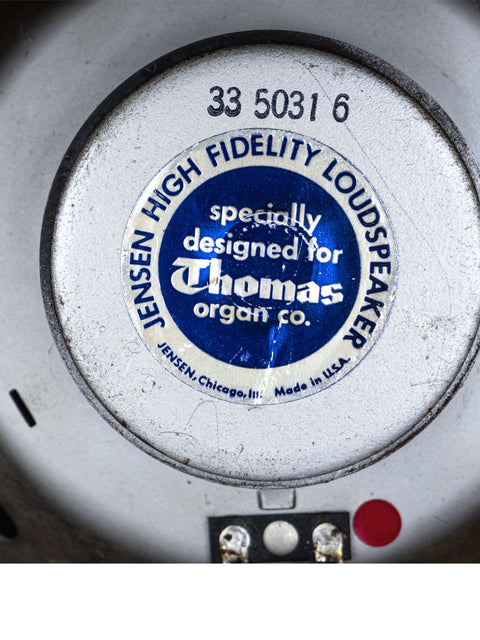 33 5031 6
JENSEN HIGH FIDELITY LOUDSPEAKER
specially
designed for
Thomas
organ co.
JENSEN, Chicago, Ill. Made in U.S.A.